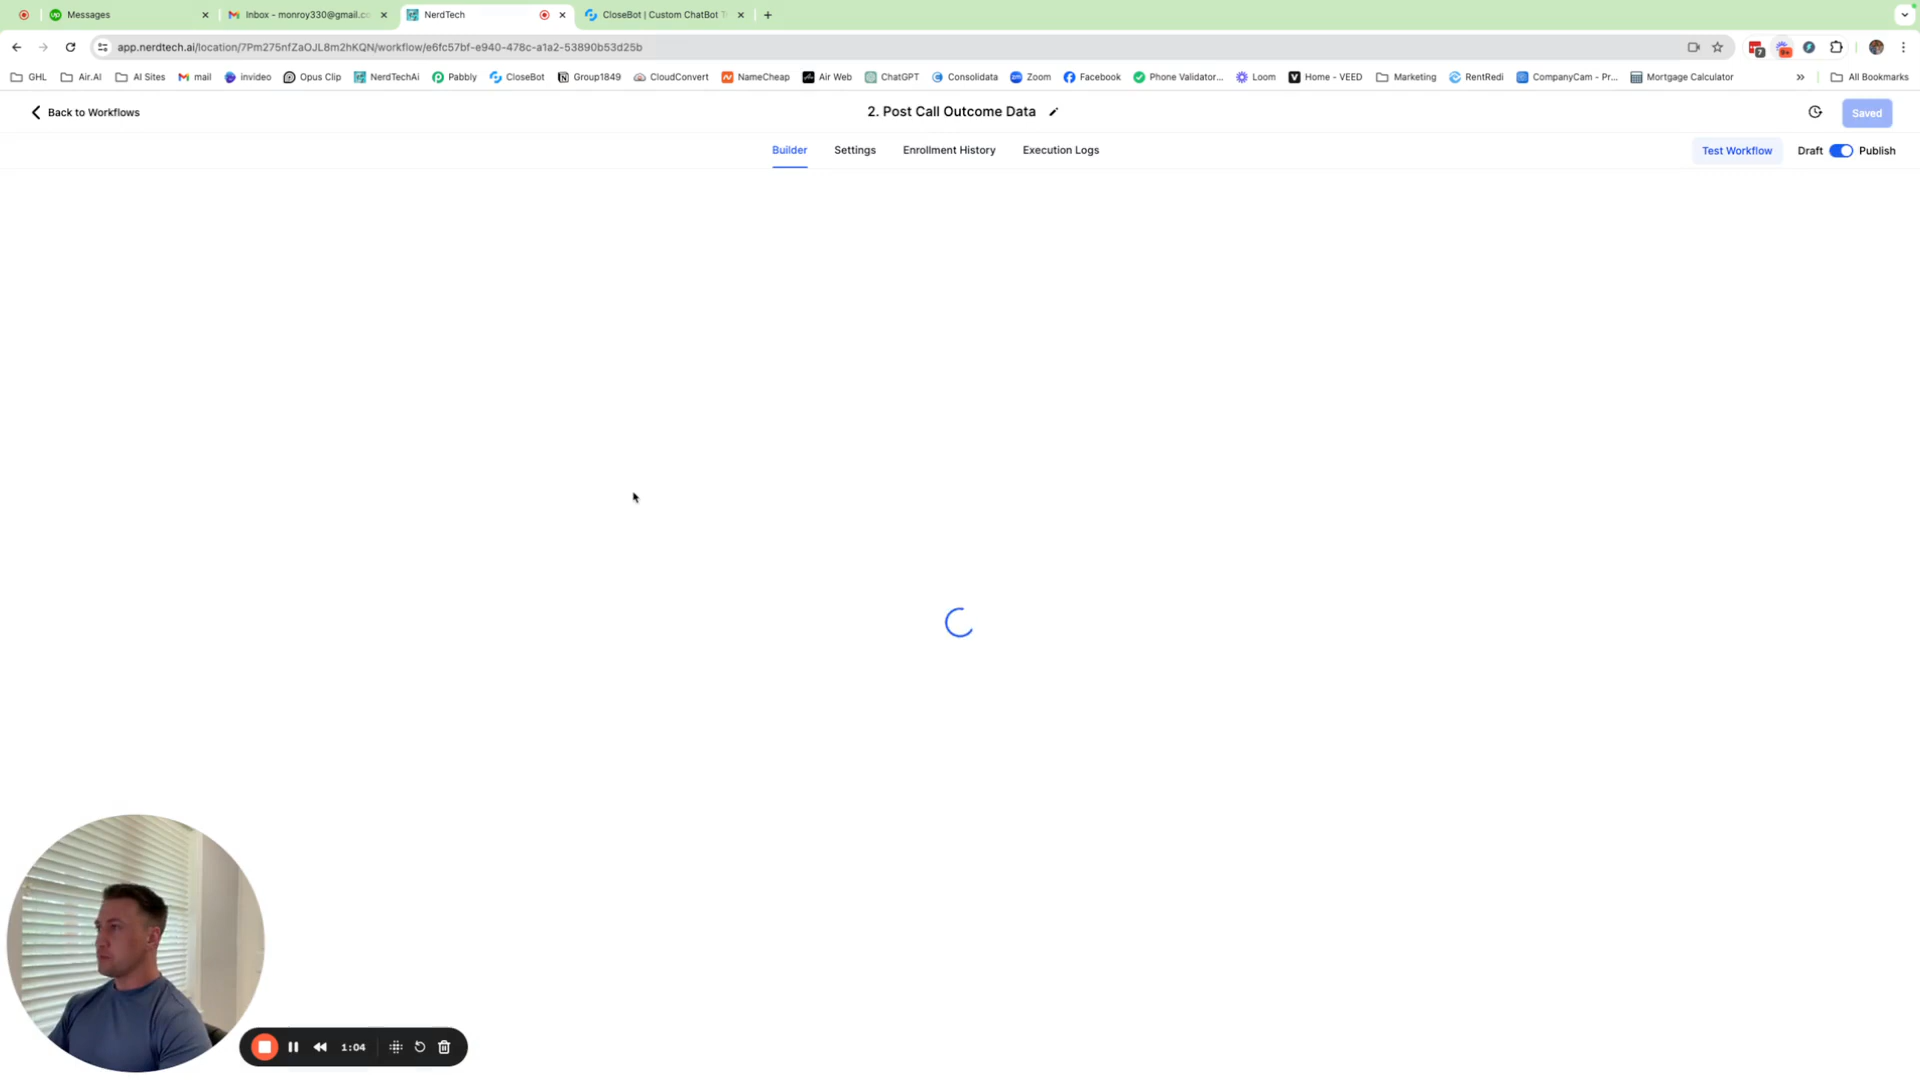 Messages
Inbox - monroy330@gmail.c
NerdTech
CloseBot | Custom ChatBot T
app.nerdtech.ai/location/7Pm275nfZaOJL8m2hKQN/workflow/e6fc57bf-e940-478c-a1a2-53890b53d25b
7
9+
GHL
Air.AI
AI Sites
mail
invideo
Opus Clip
NerdTechAi
Pabbly
CloseBot
Group1849
CloudConvert
NameCheap
Air Web
ChatGPT
Consolidata
Zoom
Facebook
Phone Validator...
Loom
Home - VEED
Marketing
RentRedi
CompanyCam - Pr...
Mortgage Calculator
»
All Bookmarks
Back to Workflows
2. Post Call Outcome Data
Saved
Builder
Settings
Enrollment History
Execution Logs
Test Workflow
Draft
Publish
1:04